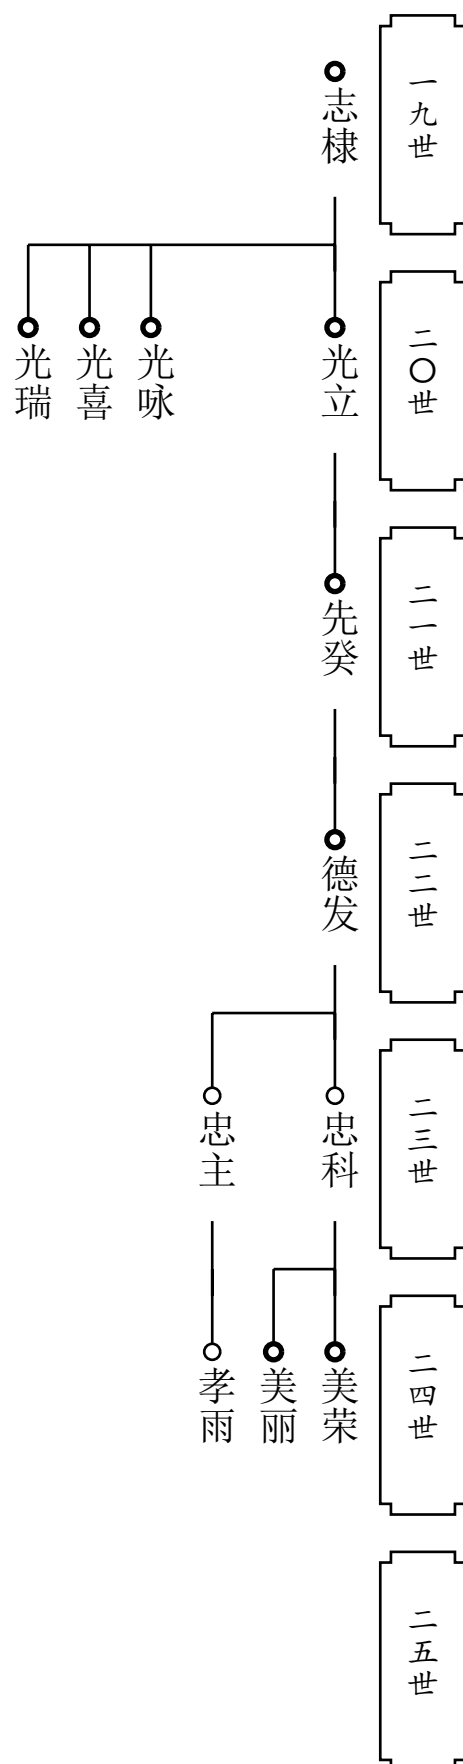 一九世
志棣
二〇世
光立
光咏
光喜
光瑞
二一世
先癸
二二世
德发
二三世
忠科
忠主
二四世
美荣
美丽
孝雨
二五世